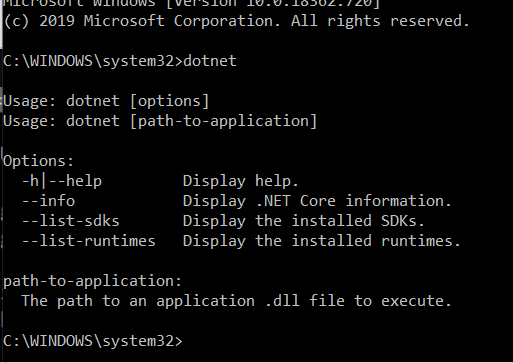 Microsoft Windows [Version 10.0.18362.720]
(c) 2019 Microsoft Corporation. All rights reserved.
C:\WINDOWS\system32>dotnet
Usage: dotnet [options]
Usage: dotnet [path-to-application]
Options:
  -h|--help         Display help.
  --info            Display .NET Core information.
  --list-sdks       Display the installed SDKs.
  --list-runtimes   Display the installed runtimes.
path-to-application:
  The path to an application .dll file to execute.
C:\WINDOWS\system32>